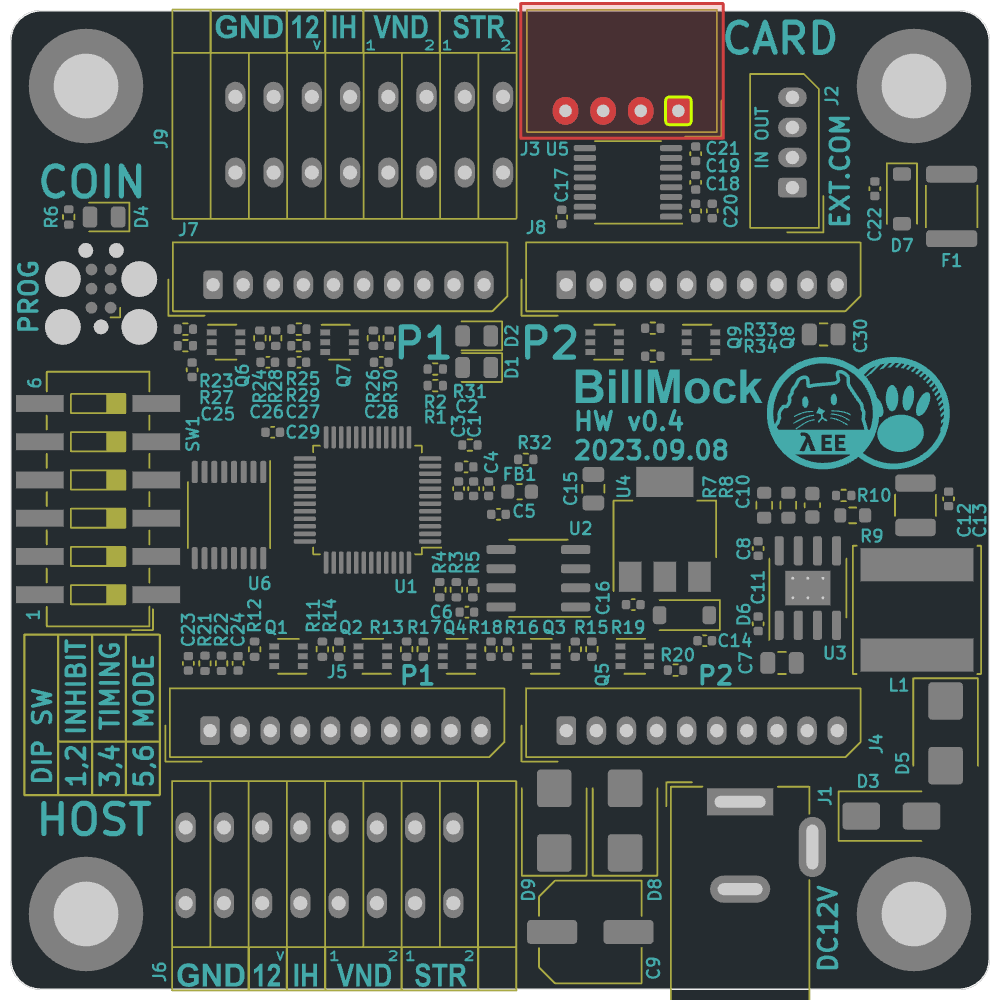 GND 12 IH VND STR
v 1 2 1 2
CARD
J9
J3 U5
C21
C19
C18
C17
C20
J2
IN OUT
EXT.COM
COIN
R6
D4
C22
D7
F1
J7
J8
PROG
P1
D2
D1
P2
Q9
R33
R34
Q8
C30
Q6
Q7
R23
R27
C25
R24
R28
C26
R25
R29
C27
R26
R30
C28
R31
R2
R1
C2
C3
C1
C29
BillMock
HW v0.4
2023.09.08
λ EE
6
SW1
1
R32
C4
FB1
C5
C15
U4
R7
R8
C10
R10
R9
C12
C13
U2
U6
U1
R4
R3
R5
C6
C16
C8
C11
D6
U3
C14
C7
L1
C23
R21
R22
C24
R12
Q1
R11
R14
Q2
R13
R17
Q4
R18
R16
Q3
R15
R19
Q5
R20
J5
P1
P2
J4
DIP SW
1,2 INHIBIT
3,4 TIMING
5,6 MODE
HOST
D5
D3
J1
D9
D8
C9
DC12V
J6
v 1 2 1 2
GND 12 IH VND STR